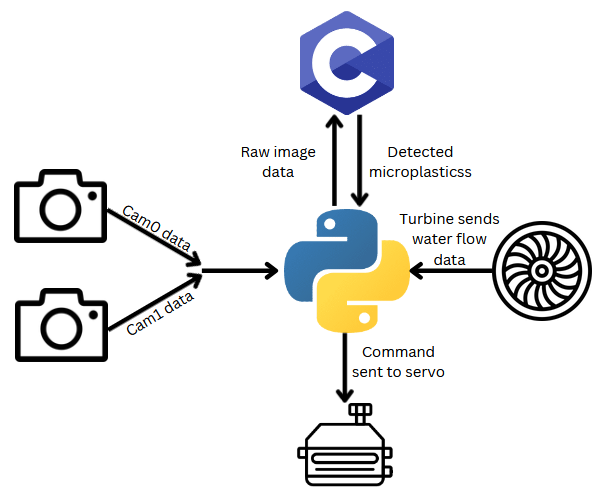 C
Raw image
data
Detected
microplasticss
Cam0 data
Turbine sends
water flow
data
Cam1 data
Command
sent to servo